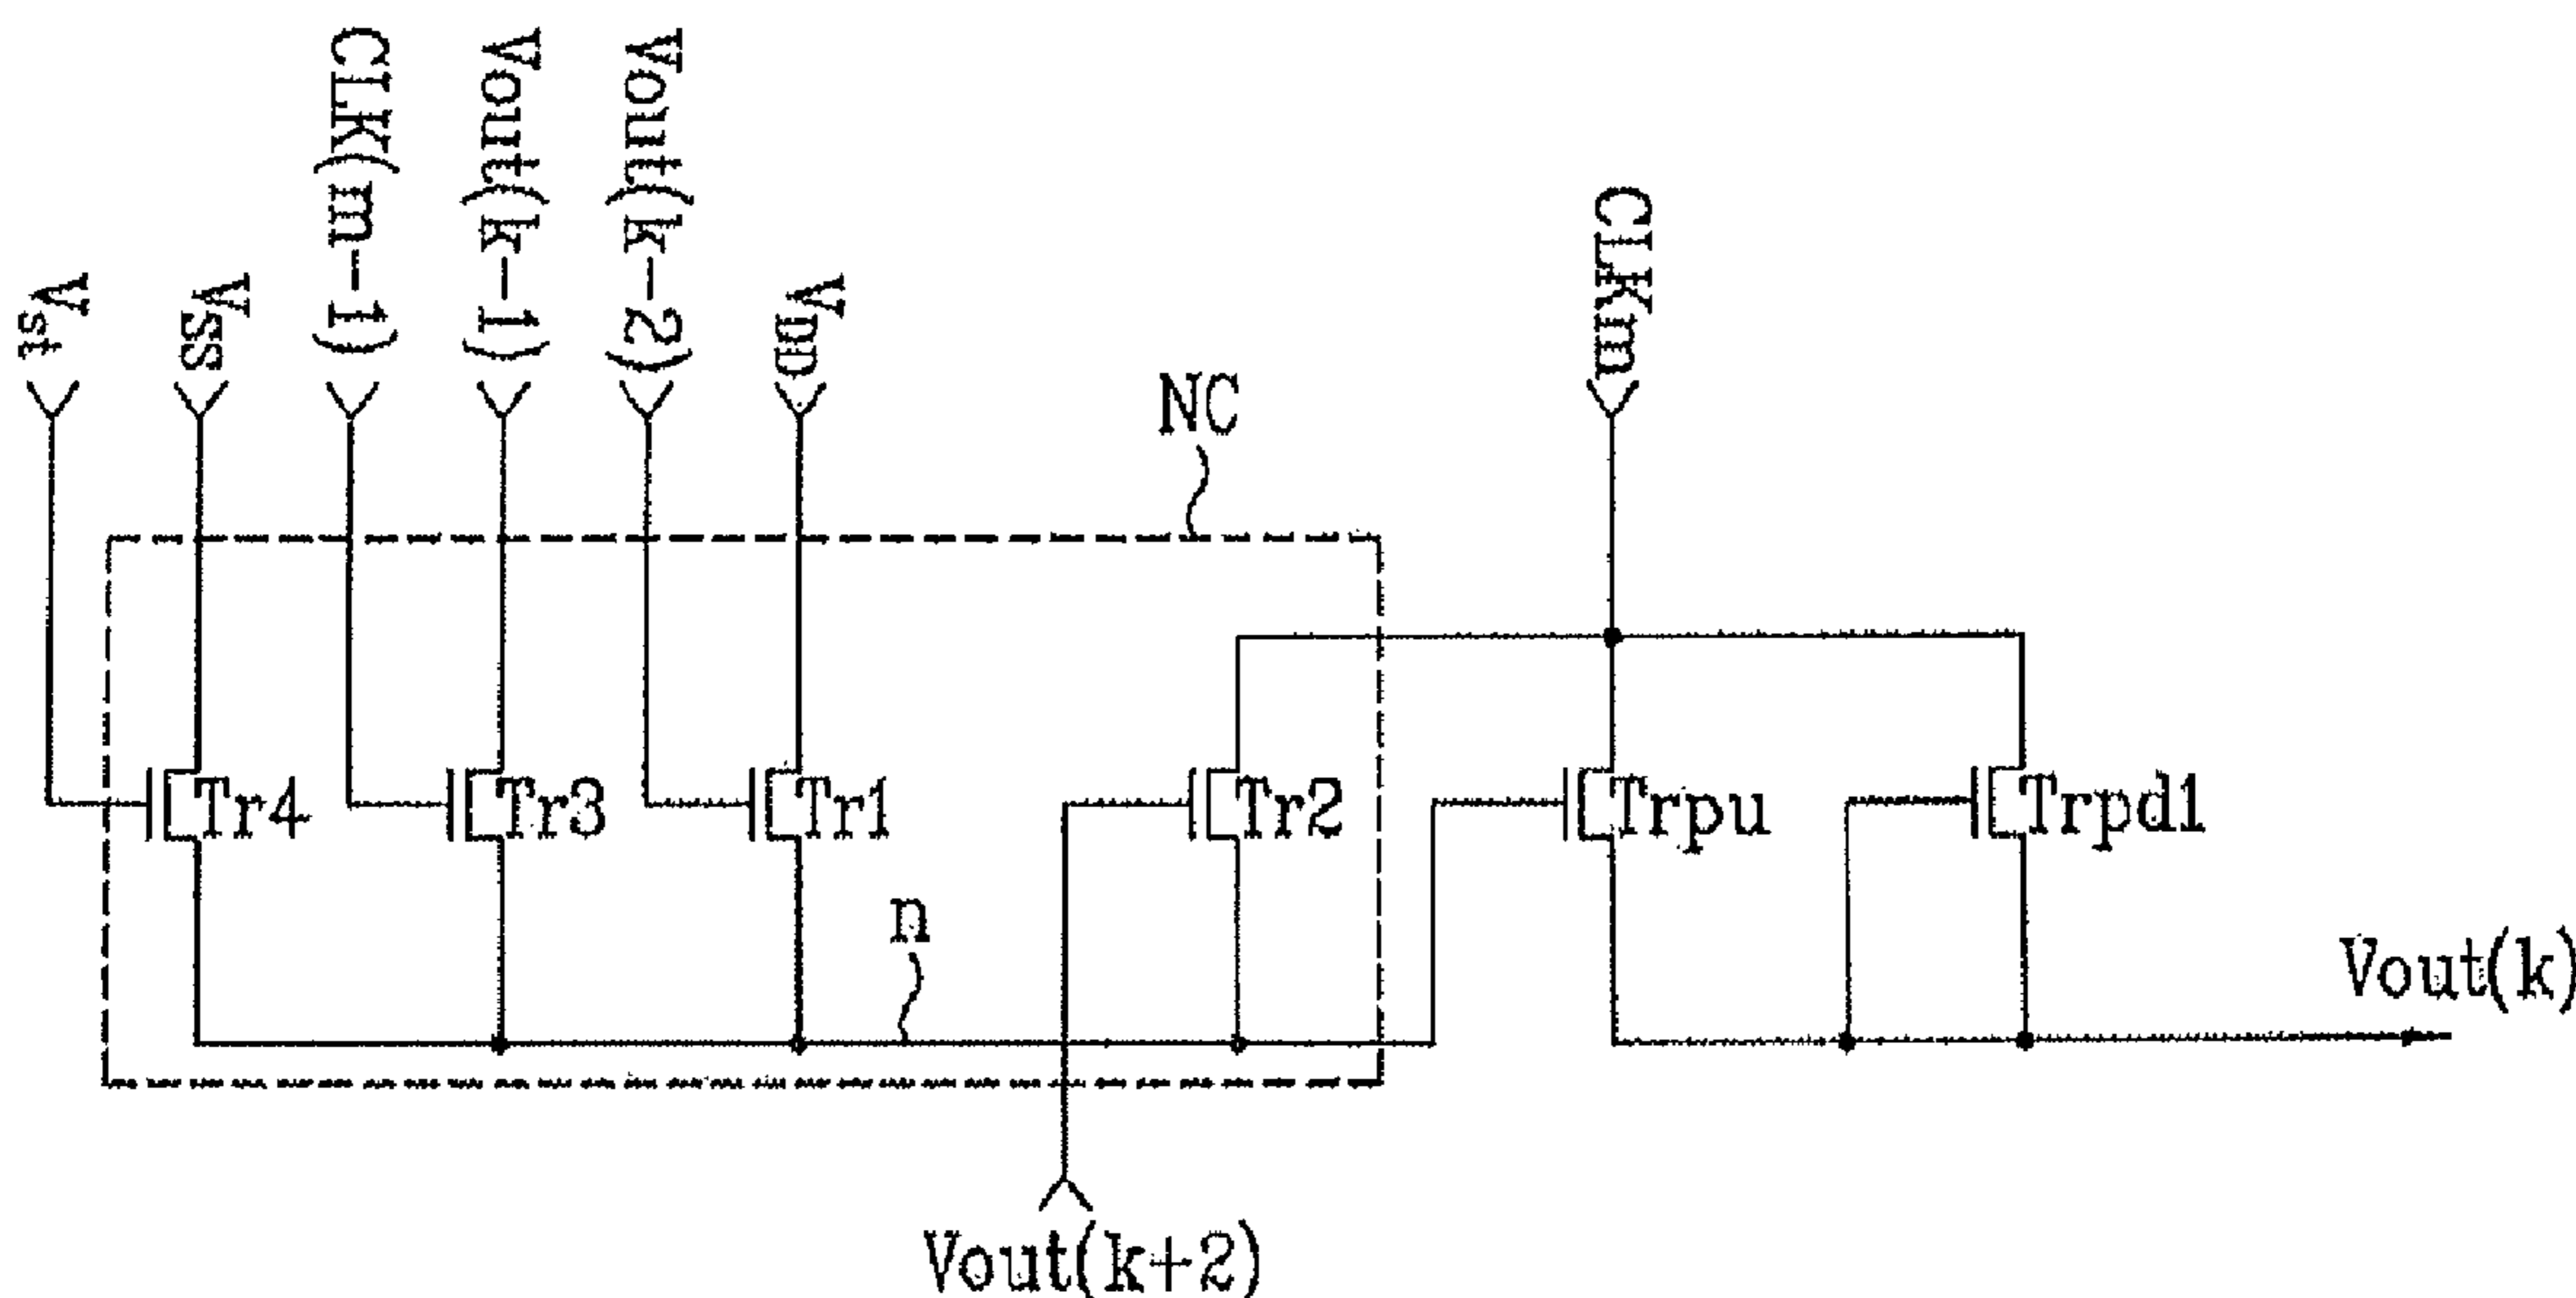 Vst
VSS
CLK(m-1)
Vout(k-1)
Vout(k-2)
VDD
NC
CLKm
Tr4
Tr3
Tr1
Tr2
Trpu
Trpd1
n
Vout(k)
Vout(k+2)